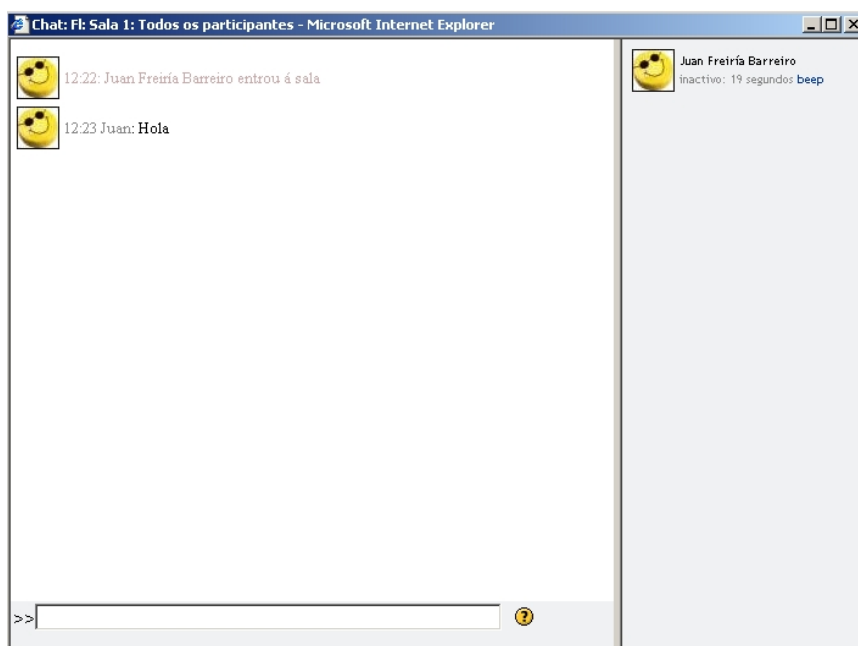 Chat: FI: Sala 1: Todos os participantes - Microsoft Internet Explorer
12:22: Juan Freiría Barreiro entrou á sala
12:23 Juan: Hola
Juan Freiría Barreiro
inactivo: 19 segundos beep
>>
?